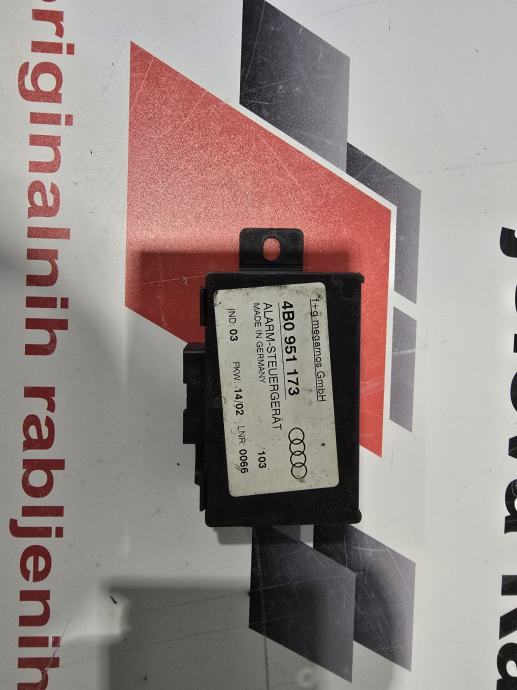 originalnih rabljenih
f+g megamos GmbH
4B0 951 173
ALARM-STEUERGERÄT
MADE IN GERMANY
103
IND: 03 PKW: 14/02 LNR: 0066